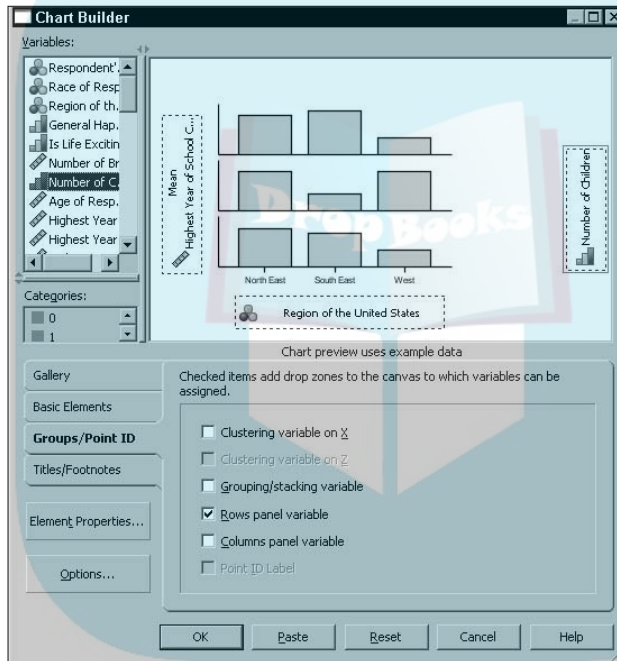 Chart Builder
Variables:
Respondent'.
Race of Resp
Region of th.
General Hap.
Is Life Excitin
Number of Br
Number of C.
Age of Resp.
Highest Year
Highest Year
Categories:
0
1
Mean
Highest Year of School C...
North East
South East
West
Region of the United States
Number of Children
Drop Books
Chart preview uses example data
Gallery
Basic Elements
Groups/Point ID
Titles/Footnotes
Element Properties...
Options...
Checked items add drop zones to the canvas to which variables can be
assigned.
Clustering variable on X
Clustering variable on Z
Grouping/stacking variable
Rows panel variable
Columns panel variable
Point ID Label
OK
Paste
Reset
Cancel
Help